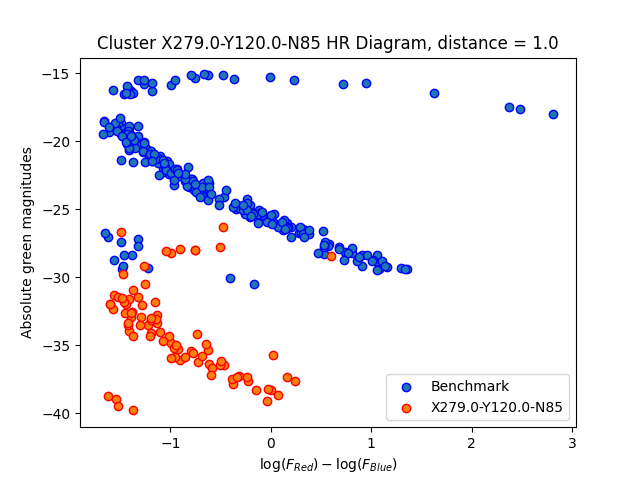 Cluster X279.0-Y120.0-N85 HR Diagram, distance = 1.0
Absolute green magnitudes
−15
−20
−25
−30
−35
−40
−1
0
1
2
3
log(F_Red) − log(F_Blue)
Benchmark
X279.0-Y120.0-N85